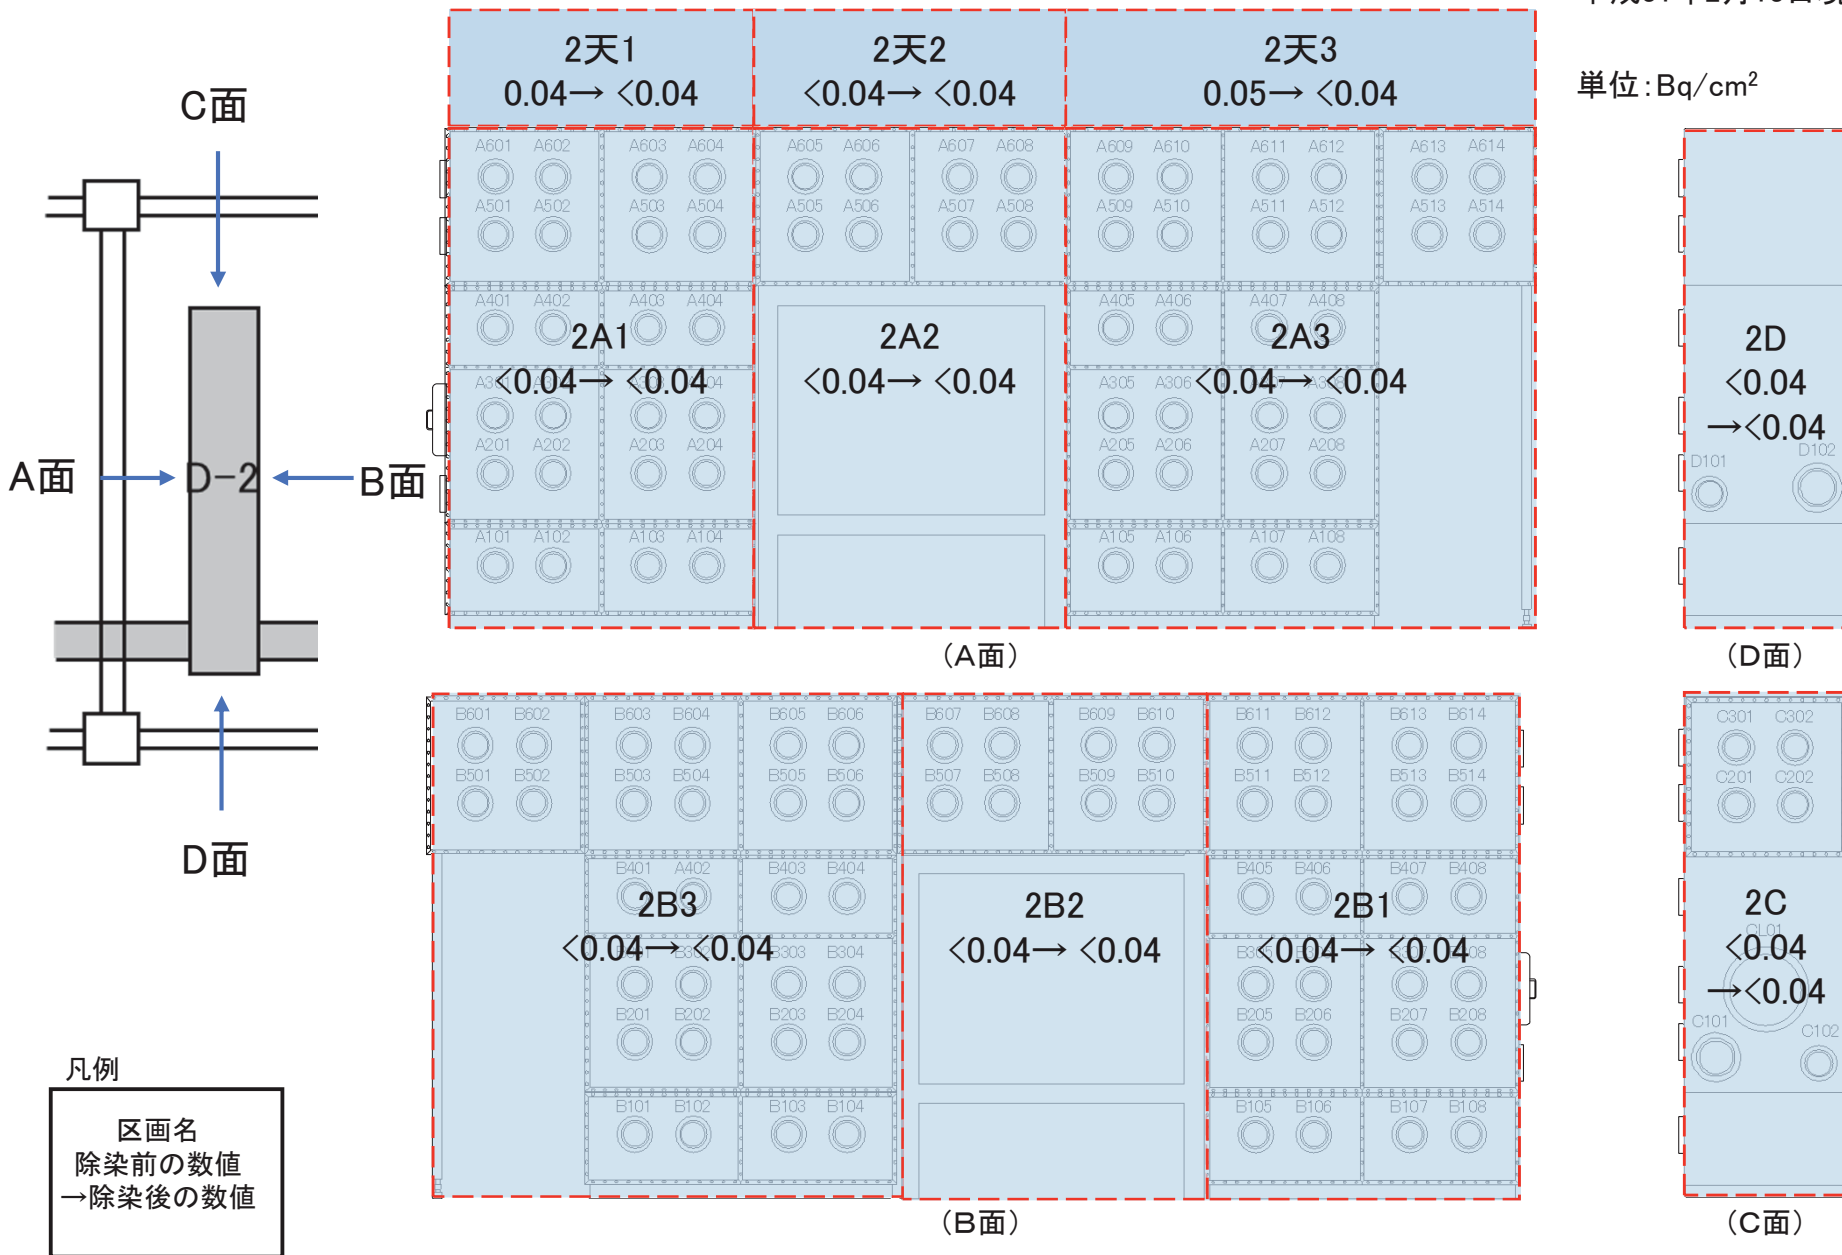 単位:Bq/cm²
C面
A面
D-2
B面
D面
凡例
区画名
除染前の数値
→除染後の数値
2天1
0.04→ <0.04
2天2
<0.04→ <0.04
2天3
0.05→ <0.04
A601 A602 A603 A604 A605 A606 A607 A608 A609 A610 A611 A612 A613 A614
A501 A502 A503 A504 A505 A506 A507 A508 A509 A510 A511 A512 A513 A514
A401 A402 A403 A404 A405 A406 A407 A408
2A1
<0.04→ <0.04
2A2
<0.04→ <0.04
2A3
<0.04→ <0.04
A305 A306
A201 A202 A203 A204 A205 A206 A207 A208
A101 A102 A103 A104 A105 A106 A107 A108
(A面)
2D
<0.04
→<0.04
D101 D102
(D面)
B601 B602 B603 B604 B605 B606 B607 B608 B609 B610 B611 B612 B613 B614
B501 B502 B503 B504 B505 B506 B507 B508 B509 B510 B511 B512 B513 B514
B401 A402 B403 B404 B405 B406 B407 B408
2B3
<0.04→ <0.04
2B2
<0.04→ <0.04
2B1
<0.04→ <0.04
B303 B304
B201 B202 B203 B204 B205 B206 B207 B208
B101 B102 B103 B104 B105 B106 B107 B108
(B面)
C301 C302
C201 C202
2C
CL01
<0.04
→<0.04
C101 C102
(C面)